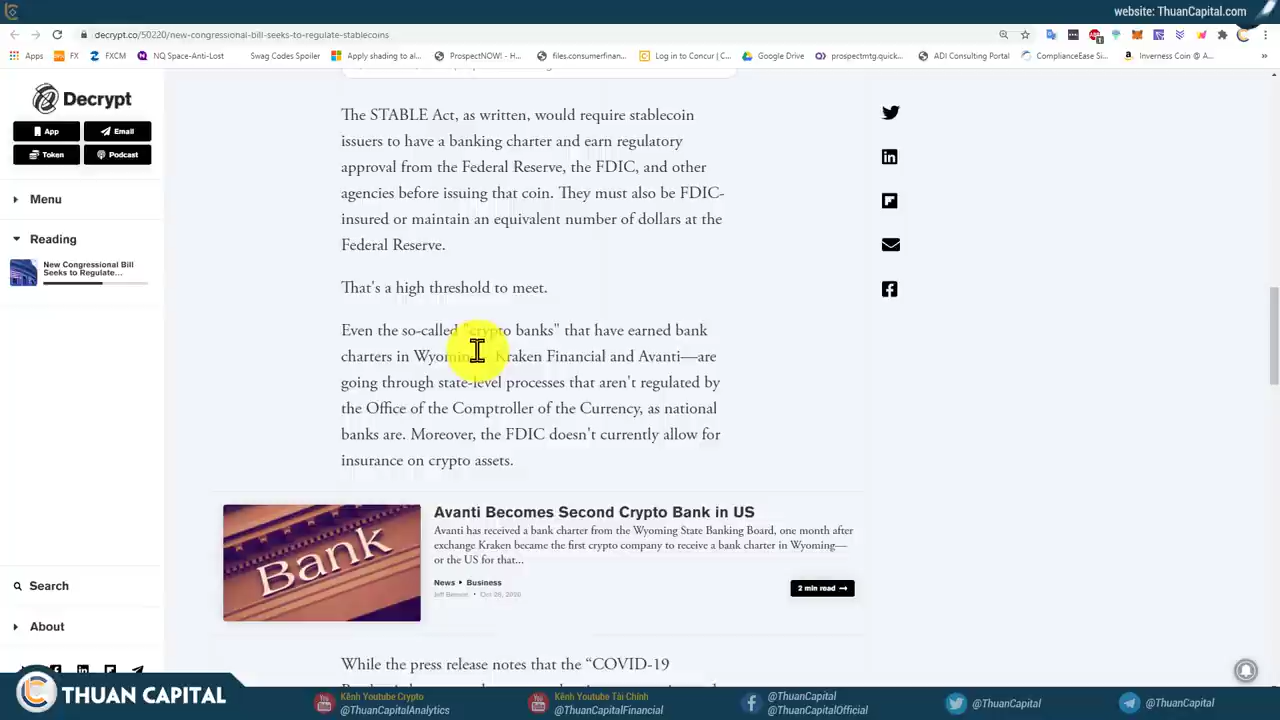 website: ThuanCapital.com
decrypt.co/50220/new-congressional-bill-seeks-to-regulate-stablecoins
Apps
FX
FXCM
NQ Space-Anti-Lost
Swag Codes Spoiler
Apply shading to al...
ProspectNOW! - H...
files.consumerfinan...
Log in to Concur | C...
Google Drive
prospectmtg.quick...
ADI Consulting Portal
ComplianceEase Si...
Inverness Coin @ A...
Decrypt
App
Email
Token
Podcast
Menu
Reading
New Congressional Bill
Seeks to Regulate...
Search
About
The STABLE Act, as written, would require stablecoin
issuers to have a banking charter and earn regulatory
approval from the Federal Reserve, the FDIC, and other
agencies before issuing that coin. They must also be FDIC-
insured or maintain an equivalent number of dollars at the
Federal Reserve.
That's a high threshold to meet.
Even the so-called "crypto banks" that have earned bank
charters in Wyoming— Kraken Financial and Avanti—are
going through state-level processes that aren't regulated by
the Office of the Comptroller of the Currency, as national
banks are. Moreover, the FDIC doesn't currently allow for
insurance on crypto assets.
Bank
Avanti Becomes Second Crypto Bank in US
Avanti has received a bank charter from the Wyoming State Banking Board, one month after
exchange Kraken became the first crypto company to receive a bank charter in Wyoming—
or the US for that...
News Business
Jeff Benson • Oct 28, 2020
2 min read →
While the press release notes that the "COVID-19
THUAN CAPITAL
Kênh Youtube Crypto
@ThuanCapitalAnalytics
Kênh Youtube Tài Chính
@ThuanCapitalFinancial
@ThuanCapital
@ThuanCapitalOfficial
@ThuanCapital
@ThuanCapital